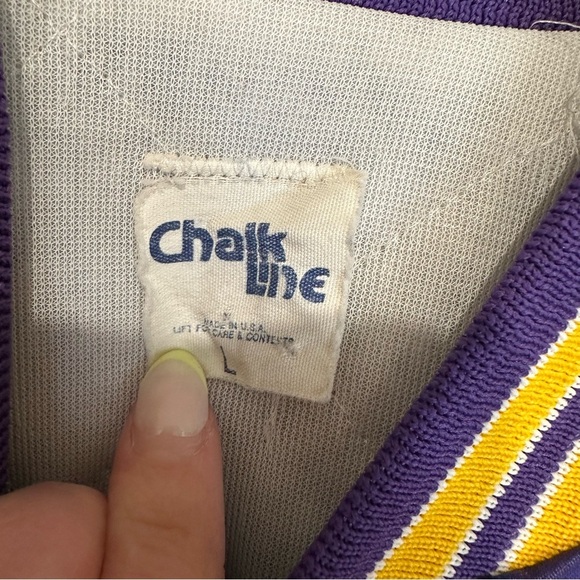 Chalk
Line
MADE IN U.S.A.
LIFT FOR CARE & CONTENTS
L